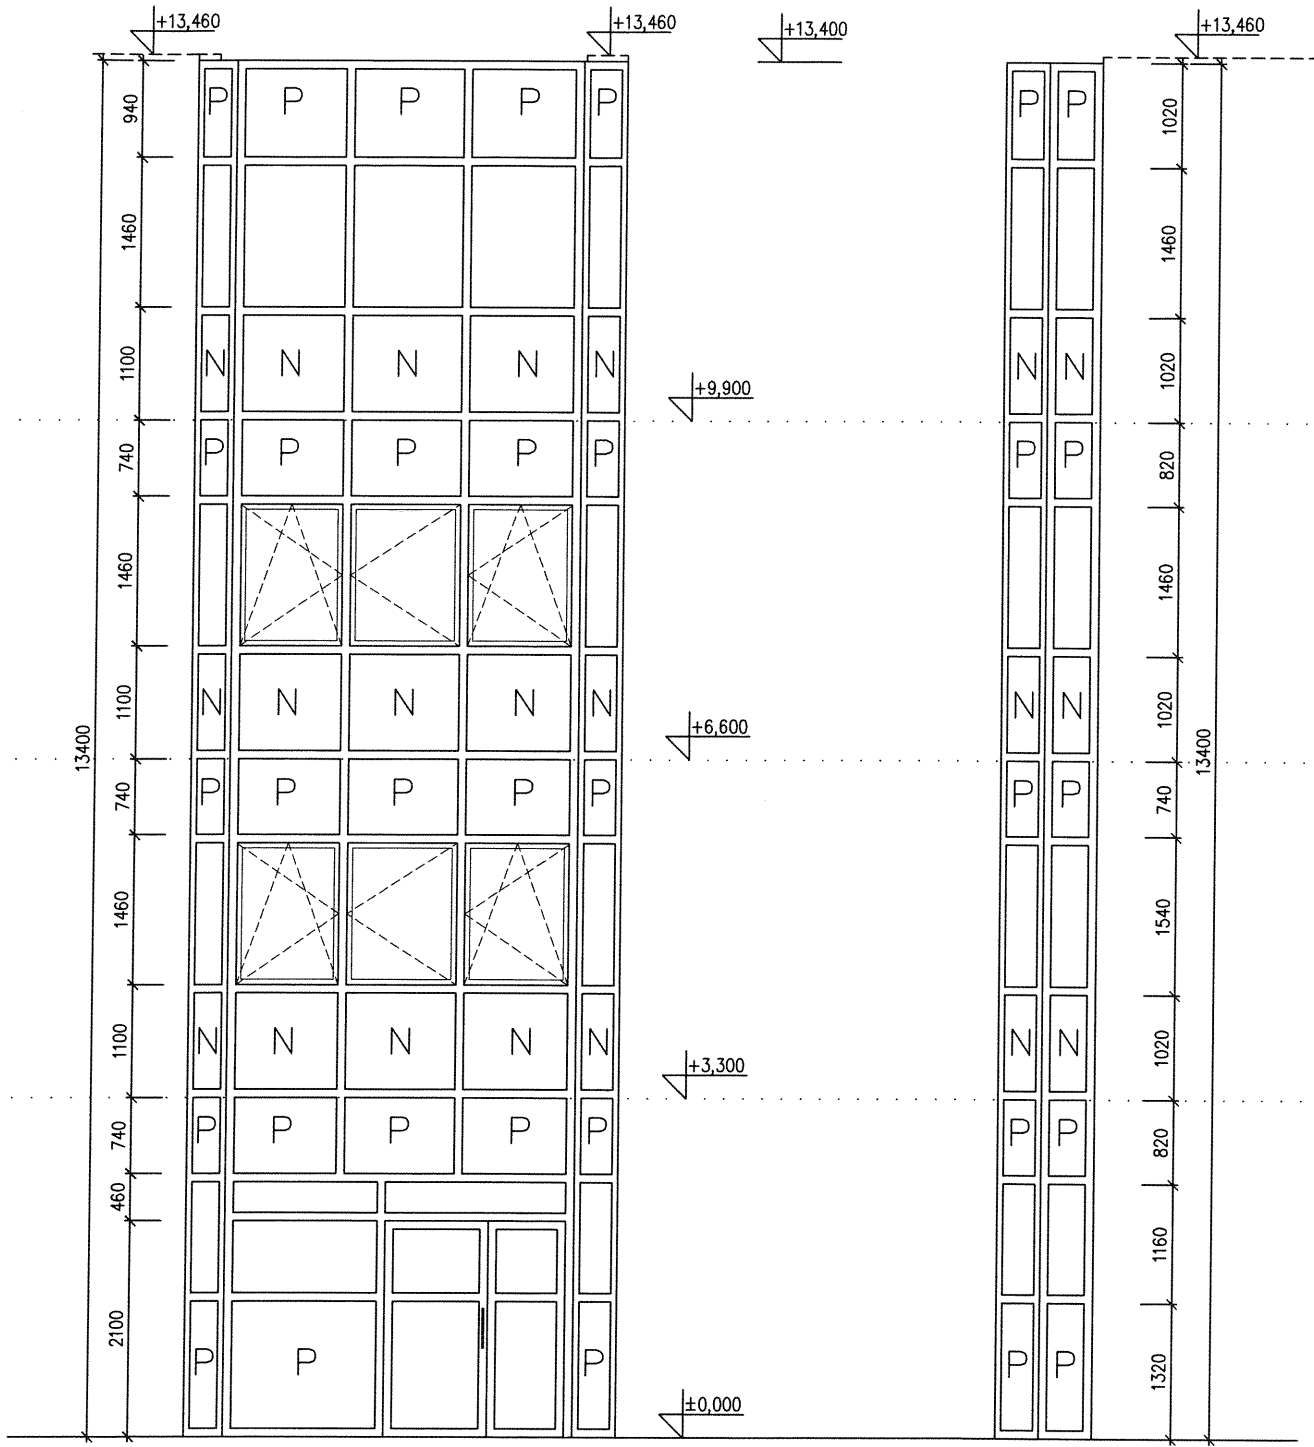 +13,460 +13,460 +13,400 +13,460
940 P P P P P P P 1020
1460 1460
1100 N N N N N N N 1020
+9,900
740 P P P P P P P 820
1460 1460
1100 N N N N N N N 1020
+6,600
13400 13400
740 P P P P P P P 740
1460 1540
1100 N N N N N N N 1020
+3,300
740 P P P P P P P 820
460
1160
2100 P P P P P 1320
±0,000